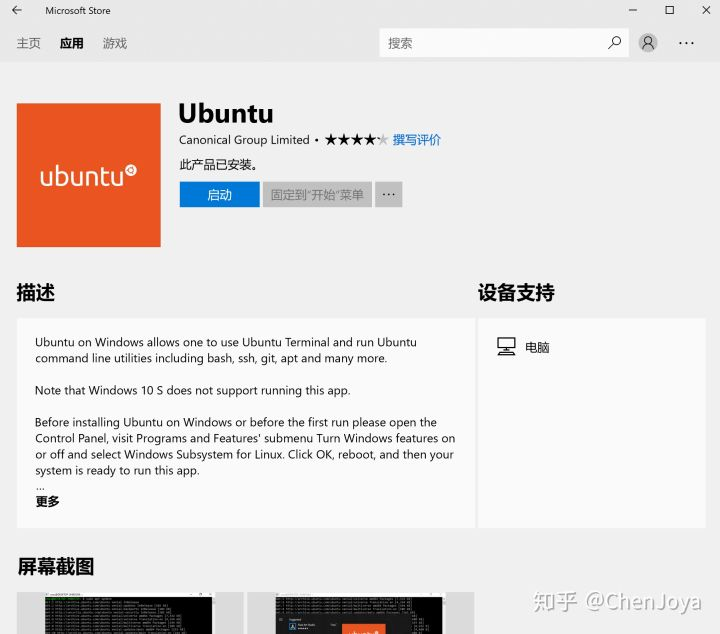 Microsoft Store
主页 应用 游戏 搜索
ubuntu
Ubuntu
Canonical Group Limited • 撰写评价
此产品已安装。
启动 固定到"开始"菜单 ···
描述
设备支持
Ubuntu on Windows allows one to use Ubuntu Terminal and run Ubuntu
command line utilities including bash, ssh, git, apt and many more.
Note that Windows 10 S does not support running this app.
Before installing Ubuntu on Windows or before the first run please open the
Control Panel, visit Programs and Features' submenu Turn Windows features on
or off and select Windows Subsystem for Linux. Click OK, reboot, and then your
system is ready to run this app.
...
更多
电脑
屏幕截图
知乎 @ChenJoya